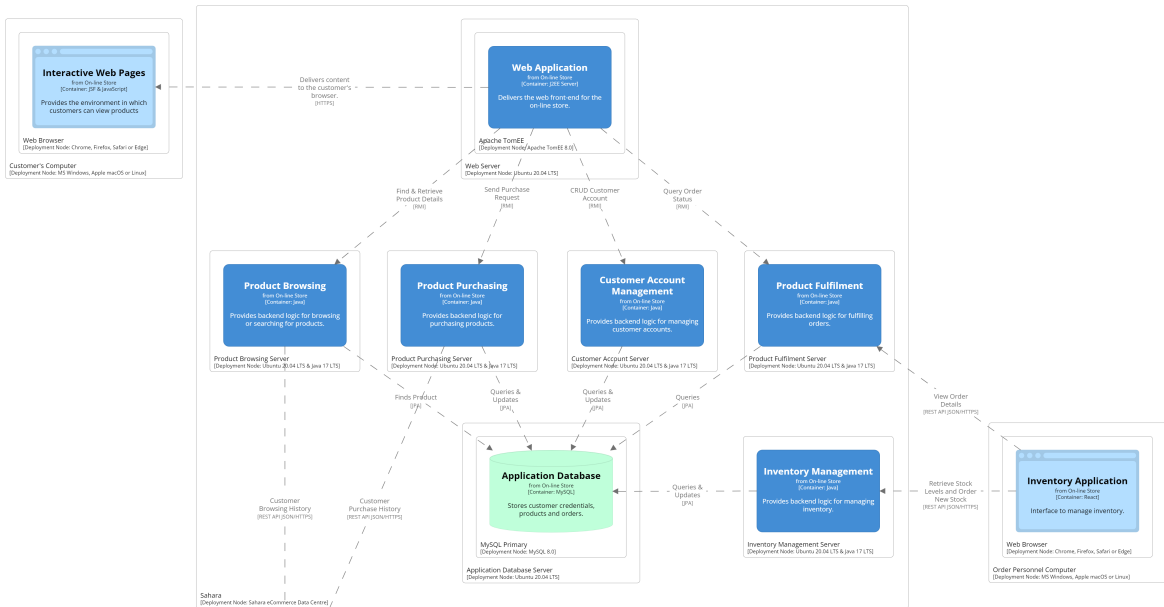 Interactive Web Pages
from On-line Store
[Container: JSP & JavaScript]
Provides the environment in which
customers can view products
Web Browser
[Deployment Node: Chrome, Firefox, Safari or Edge]
Customer's Computer
[Deployment Node: MS Windows, Apple macOS or Linux]
Delivers content
to the customer's
browser.
[HTTPS]
Web Application
from On-line Store
[Container: J2EE Server]
Delivers the web front-end for the
on-line store.
Apache TomEE
[Deployment Node: Apache TomEE 8.0]
Web Server
[Deployment Node: Ubuntu 20.04 LTS]
Find & Retrieve
Product Details
[RMI]
Send Purchase
Request
[RMI]
CRUD Customer
Account
[RMI]
Query Order
Status
[RMI]
Product Browsing
from On-line Store
[Container: Java]
Provides backend logic for browsing
or searching for products.
Product Browsing Server
[Deployment Node: Ubuntu 20.04 LTS & Java 17 LTS]
Product Purchasing
from On-line Store
[Container: Java]
Provides backend logic for
purchasing products.
Product Purchasing Server
[Deployment Node: Ubuntu 20.04 LTS & Java 17 LTS]
Customer Account
Management
from On-line Store
[Container: Java]
Provides backend logic for managing
customer accounts.
Customer Account Server
[Deployment Node: Ubuntu 20.04 LTS & Java 17 LTS]
Product Fulfilment
from On-line Store
[Container: Java]
Provides backend logic for fulfilling
orders.
Product Fulfilment Server
[Deployment Node: Ubuntu 20.04 LTS & Java 17 LTS]
Finds Product
[JPA]
Queries &
Updates
[JPA]
Queries &
Updates
[JPA]
Queries
[JPA]
View Order
Details
[REST API JSON/HTTPS]
Application Database
from On-line Store
[Container: MySQL]
Stores customer credentials,
products and orders.
MySQL Primary
[Deployment Node: MySQL 8.0]
Application Database Server
[Deployment Node: Ubuntu 20.04 LTS]
Queries &
Updates
[JPA]
Inventory Management
from On-line Store
[Container: Java]
Provides backend logic for managing
inventory.
Inventory Management Server
[Deployment Node: Ubuntu 20.04 LTS & Java 17 LTS]
Retrieve Stock
Levels and Order
New Stock
[REST API JSON/HTTPS]
Inventory Application
from On-line Store
[Container: React]
Interface to manage inventory.
Web Browser
[Deployment Node: Chrome, Firefox, Safari or Edge]
Order Personnel Computer
[Deployment Node: MS Windows, Apple macOS or Linux]
Customer
Browsing History
[REST API JSON/HTTPS]
Customer
Purchase History
[REST API JSON/HTTPS]
Sahara
[Deployment Node: Sahara eCommerce Data Centre]